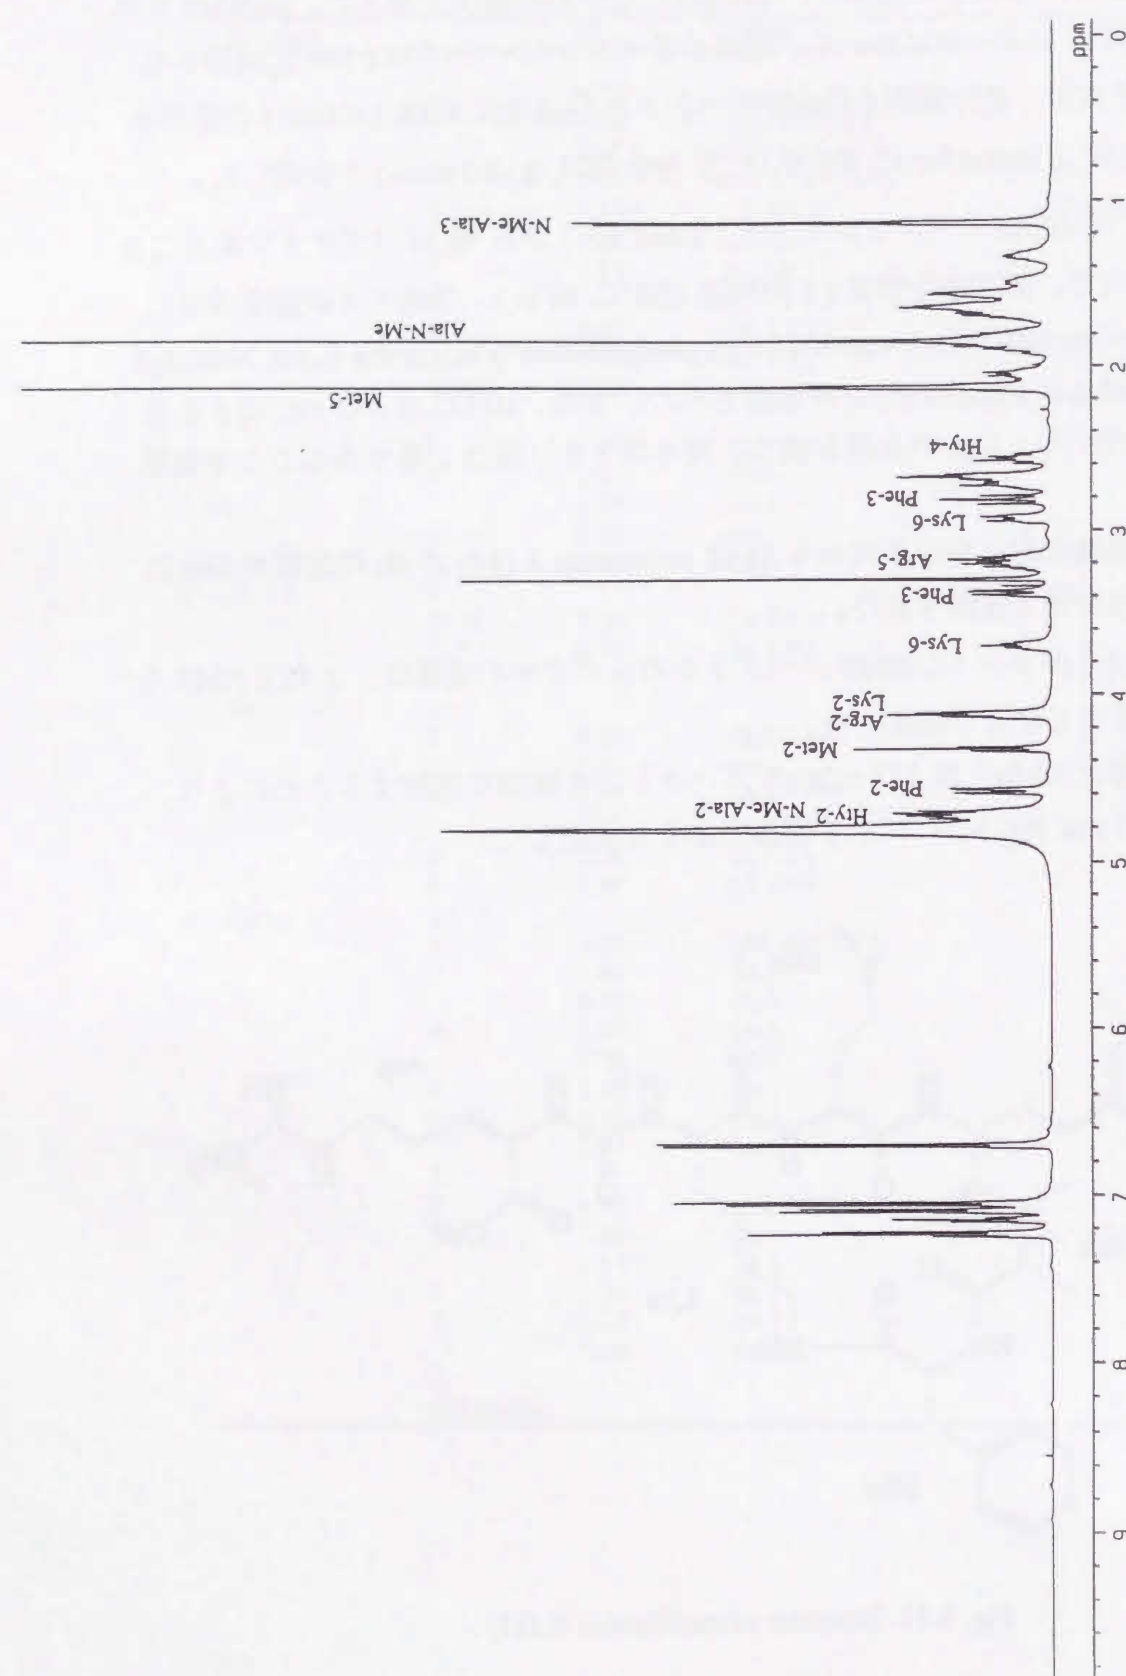 N-Me-Ala-3
Ala-N-Me
Met-5
Hty-4
Phe-3
Lys-6
Arg-5
Phe-3
Lys-6
Lys-2
Arg-2
Met-2
Phe-2
Hty-2
N-Me-Ala-2
ppm
0
1
2
3
4
5
6
7
8
9